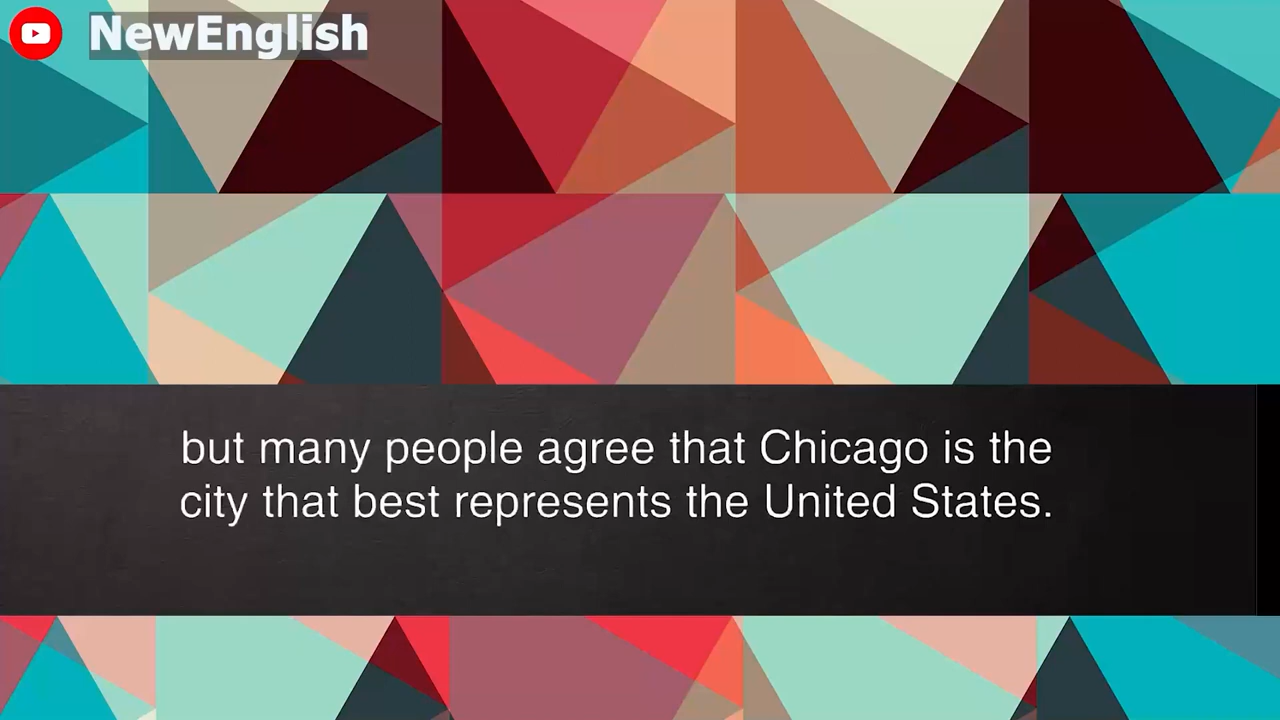 NewEnglish
but many people agree that Chicago is the
city that best represents the United States.